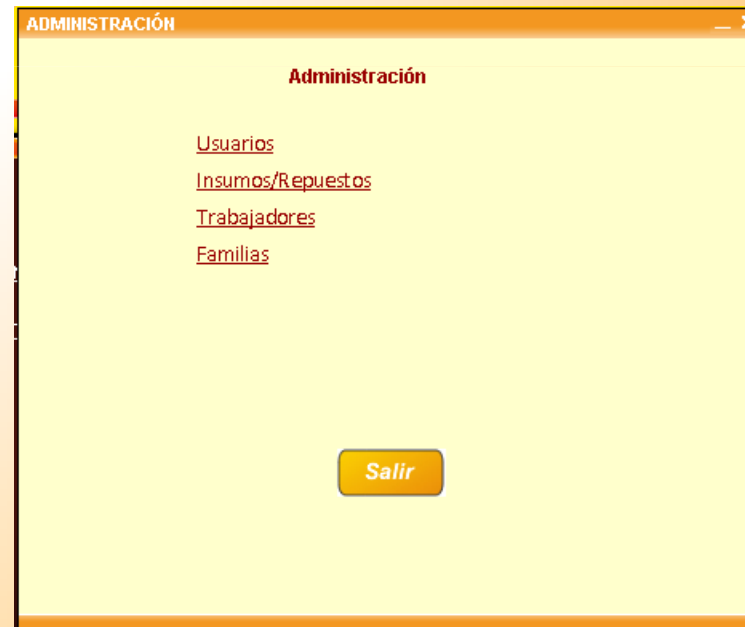 ADMINISTRACIÓN
Administración
Usuarios
Insumos/Repuestos
Trabajadores
Familias
Salir